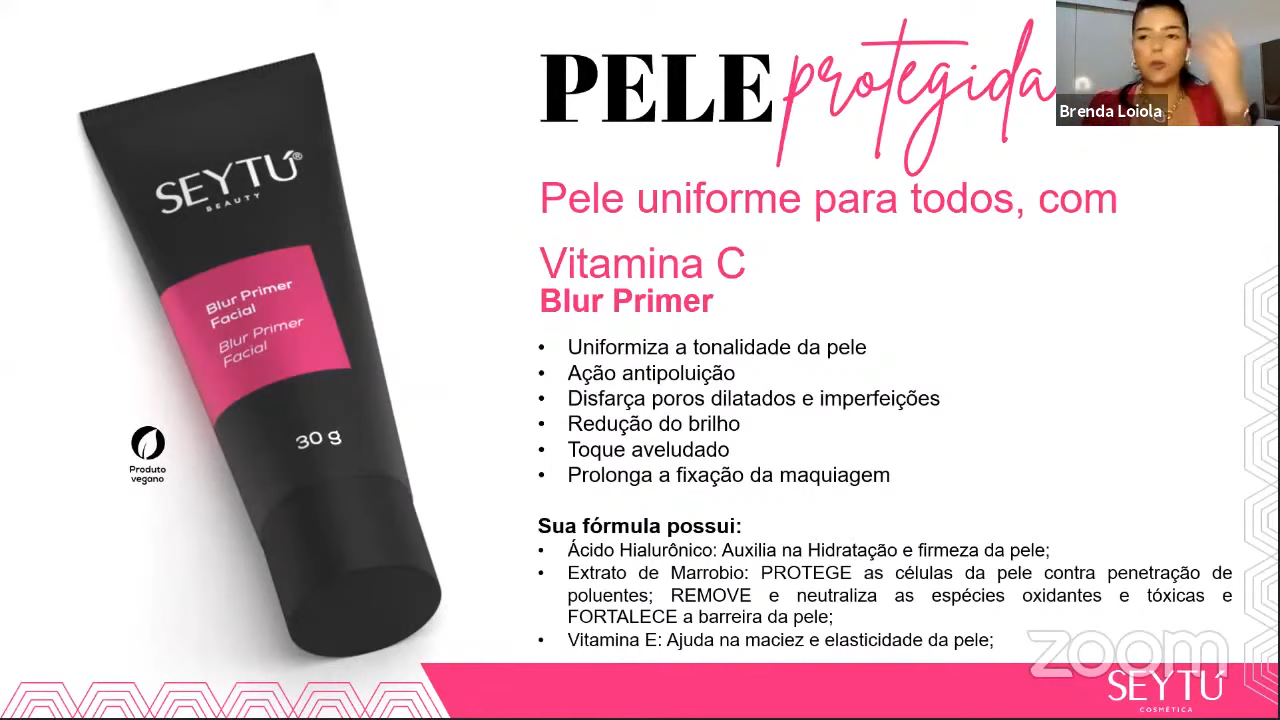 PELE protegida
Brenda Loiola
SEYTÚ®
BEAUTY
Blur Primer
Facial
Blur Primer
Facial
30 g
Produto
vegano
Pele uniforme para todos, com
Vitamina C
Blur Primer
• Uniformiza a tonalidade da pele
• Ação antipoluição
• Disfarça poros dilatados e imperfeições
• Redução do brilho
• Toque aveludado
• Prolonga a fixação da maquiagem
Sua fórmula possui:
• Ácido Hialurônico: Auxilia na Hidratação e firmeza da pele;
• Extrato de Marrobio: PROTEGE as células da pele contra penetração de
poluentes; REMOVE e neutraliza as espécies oxidantes e tóxicas e
FORTALECE a barreira da pele;
• Vitamina E: Ajuda na maciez e elasticidade da pele;
zoom
SEYTÚ
COSMÉTICA